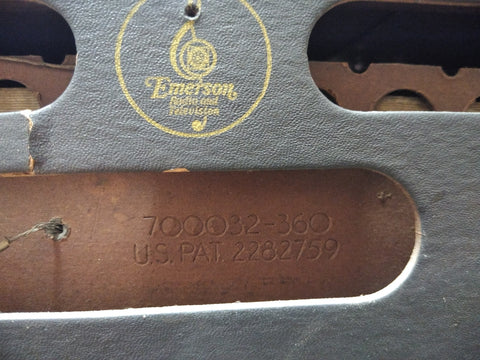 Emerson
Radio and
Television
700032-360
U.S. PAT. 2282759